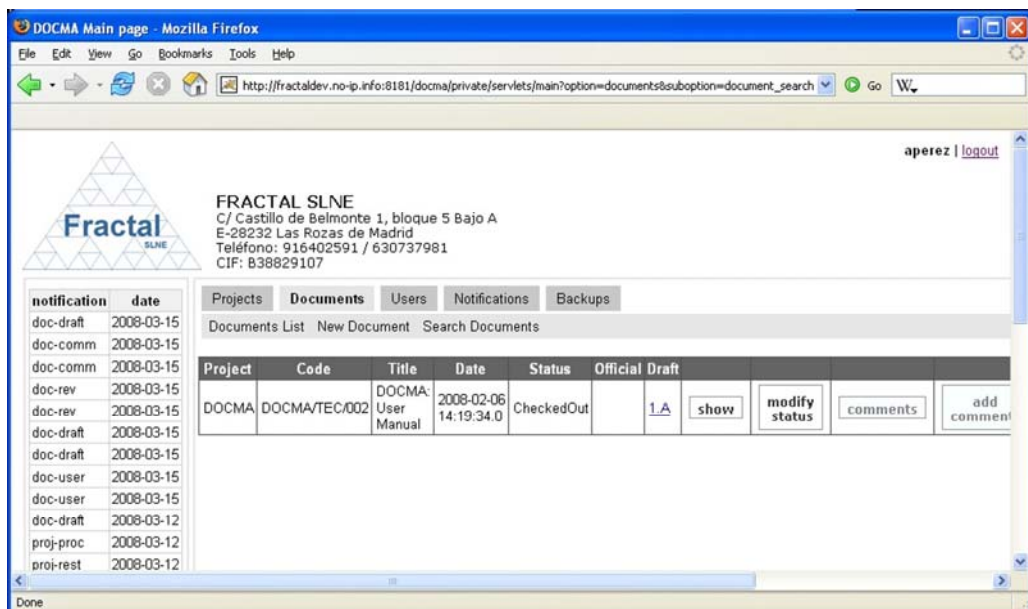 DOCMA Main page - Mozilla Firefox
File Edit View Go Bookmarks Tools Help
http://fractaldev.no-ip.info:8181/docma/private/servlets/main?option=documents&suboption=document_search Go W
aperez | logout
Fractal
SLNE
FRACTAL SLNE
C/ Castillo de Belmonte 1, bloque 5 Bajo A
E-28232 Las Rozas de Madrid
Teléfono: 916402591 / 630737981
CIF: B38829107
notification date
doc-draft 2008-03-15
doc-comm 2008-03-15
doc-comm 2008-03-15
doc-rev 2008-03-15
doc-rev 2008-03-15
doc-draft 2008-03-15
doc-draft 2008-03-15
doc-user 2008-03-15
doc-user 2008-03-15
doc-draft 2008-03-12
proj-proc 2008-03-12
proj-rest 2008-03-12
Projects Documents Users Notifications Backups
Documents List New Document Search Documents
Project Code Title Date Status Official Draft
DOCMA DOCMA/TEC/002 DOCMA: User Manual 2008-02-06 14:19:34.0 CheckedOut 1.A show modify status comments add comment
Done